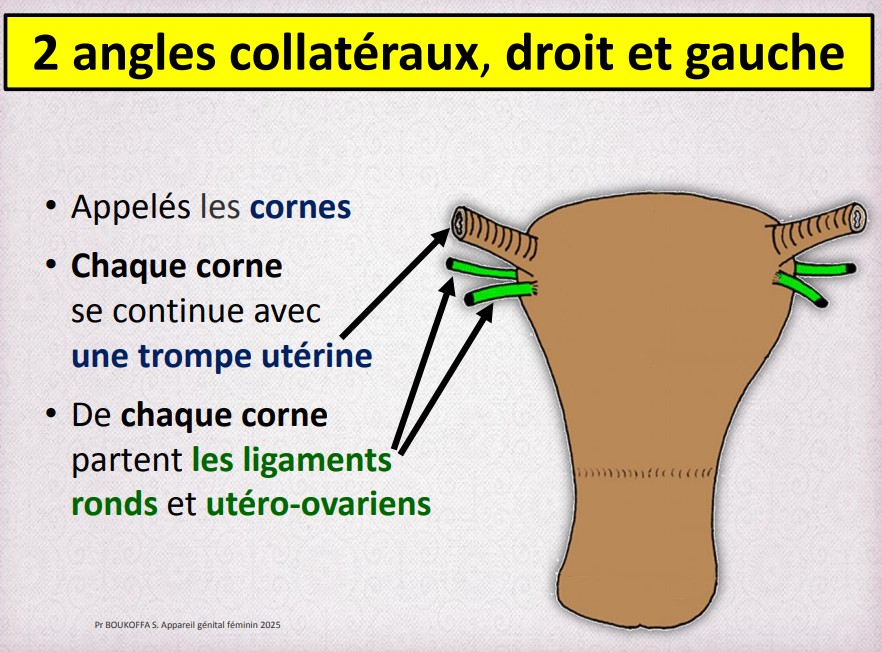 2 angles collatéraux, droit et gauche
• Appelés les cornes
• Chaque corne
se continue avec
une trompe utérine
• De chaque corne
partent les ligaments
ronds et utéro-ovariens
Pr BOUKOFFA S. Appareil génital féminin 2025